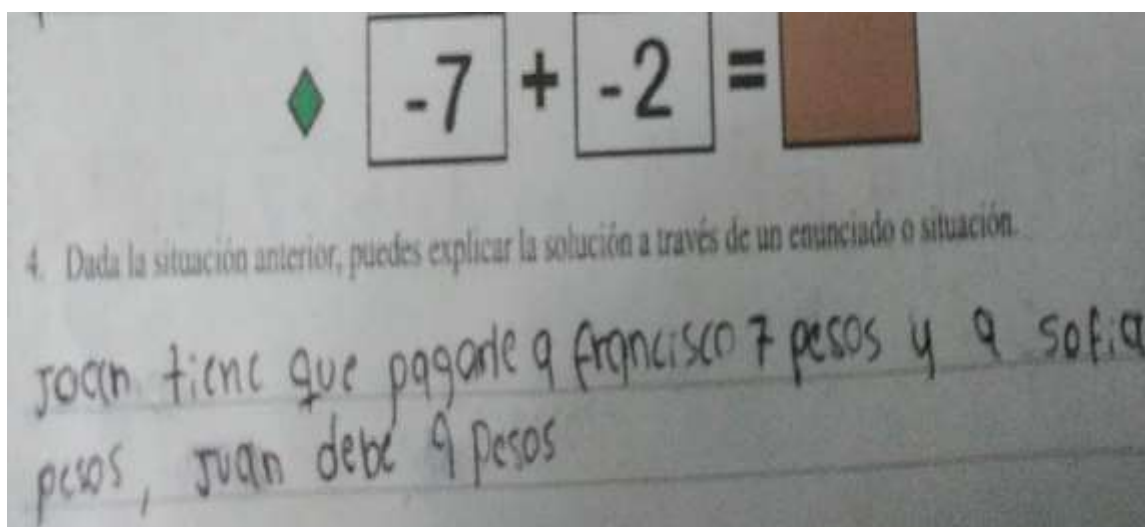 -7 + -2 =
4. Dada la situación anterior, puedes explicar la solución a través de un enunciado o situación.
Joan tiene que pagarle a francisco 7 pesos y a sofia
pesos, Juan debe 9 pesos